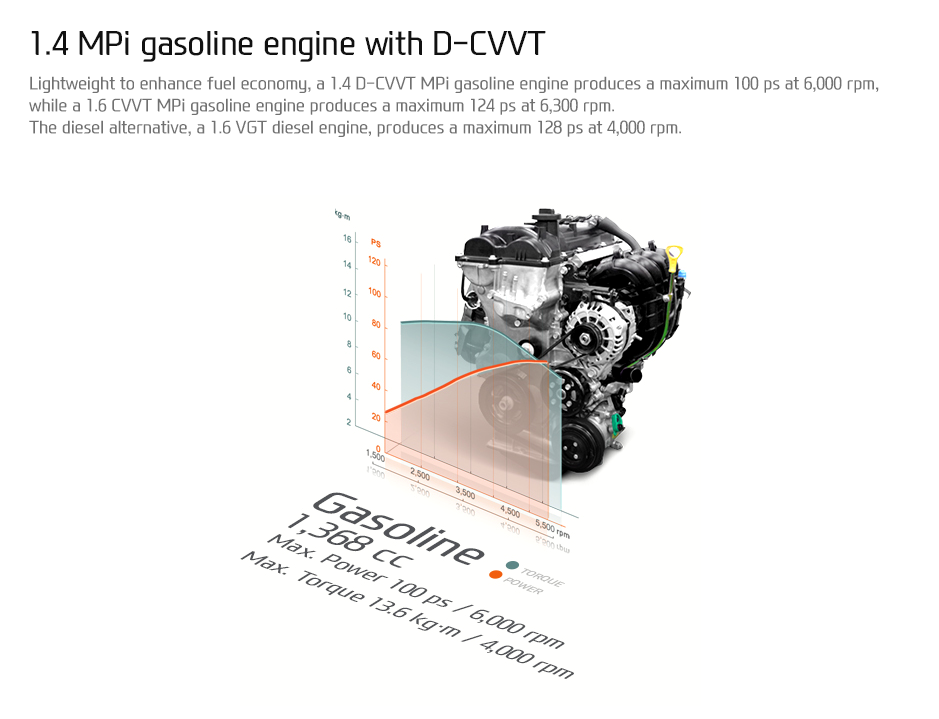 1.4 MPi gasoline engine with D-CVVT
Lightweight to enhance fuel economy, a 1.4 D-CVVT MPi gasoline engine produces a maximum 100 ps at 6,000 rpm,
while a 1.6 CVVT MPi gasoline engine produces a maximum 124 ps at 6,300 rpm.
The diesel alternative, a 1.6 VGT diesel engine, produces a maximum 128 ps at 4,000 rpm.
kg·m
16
14
12
10
8
6
4
2
PS
120
100
80
60
40
20
0
1,500
2,500
3,500
4,500
5,500 rpm
Gasoline
1,368 cc
Max. Power 100 ps / 6,000 rpm
Max. Torque 13.6 kg·m / 4,000 rpm
TORQUE
POWER